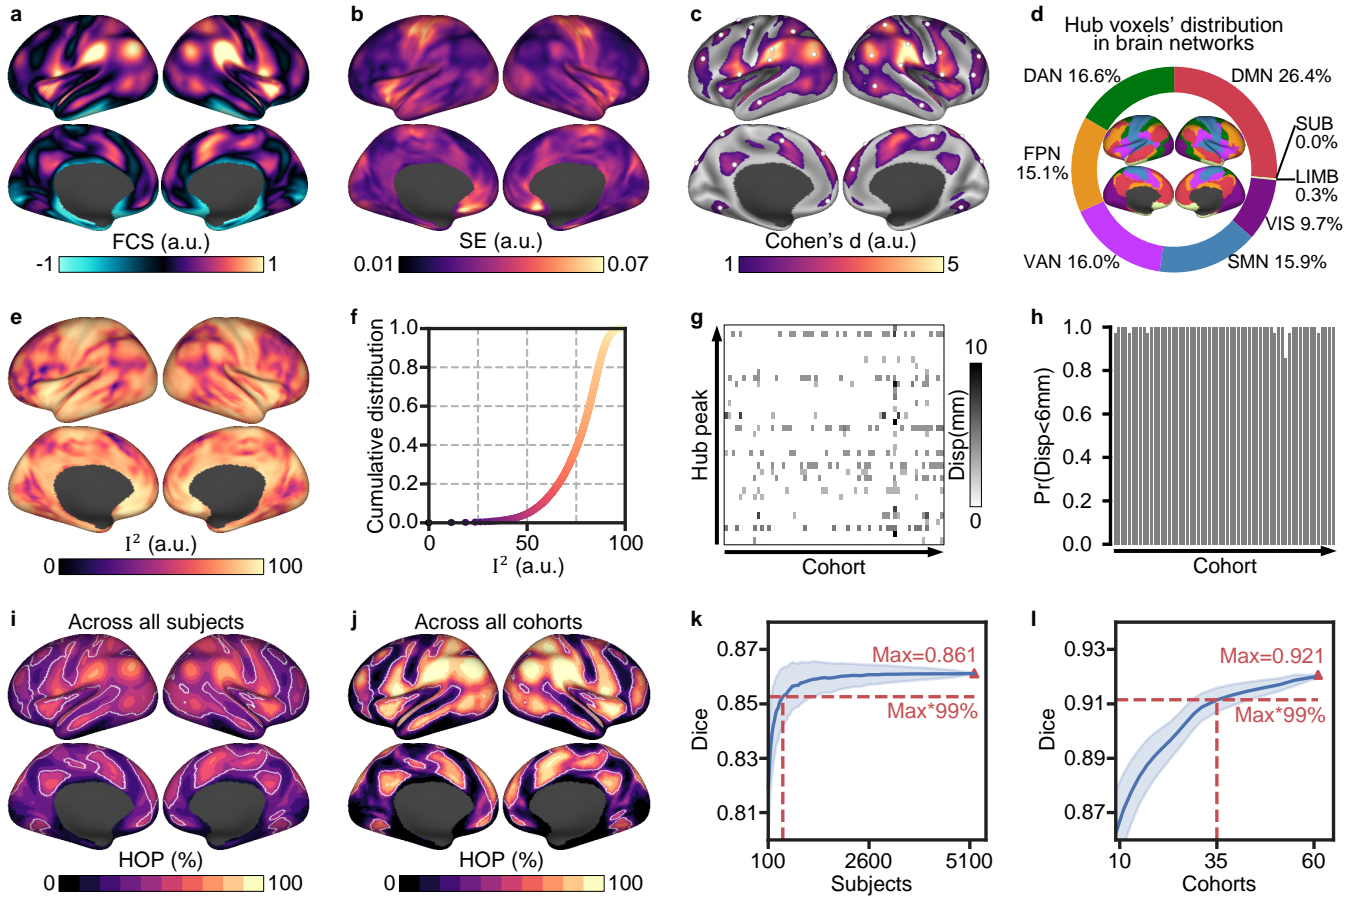 a
FCS (a.u.)
-1
1
b
SE (a.u.)
0.01
0.07
c
Cohen's d (a.u.)
1
5
d
Hub voxels' distribution
in brain networks
DAN 16.6%
DMN 26.4%
SUB
0.0%
FPN
15.1%
LIMB
0.3%
VIS 9.7%
VAN 16.0%
SMN 15.9%
e
I² (a.u.)
0
100
f
Cumulative distribution
1.0
0.8
0.6
0.4
0.2
0.0
0
50
100
I² (a.u.)
g
Hub peak
Cohort
10
Disp(mm)
0
h
Pr(Disp<6mm)
1.0
0.8
0.6
0.4
0.2
0.0
Cohort
i
Across all subjects
HOP (%)
0
100
j
Across all cohorts
HOP (%)
0
100
k
Dice
0.87
0.85
0.83
0.81
Max=0.861
Max*99%
100
2600
5100
Subjects
l
Dice
0.93
0.91
0.89
0.87
Max=0.921
Max*99%
10
35
60
Cohorts